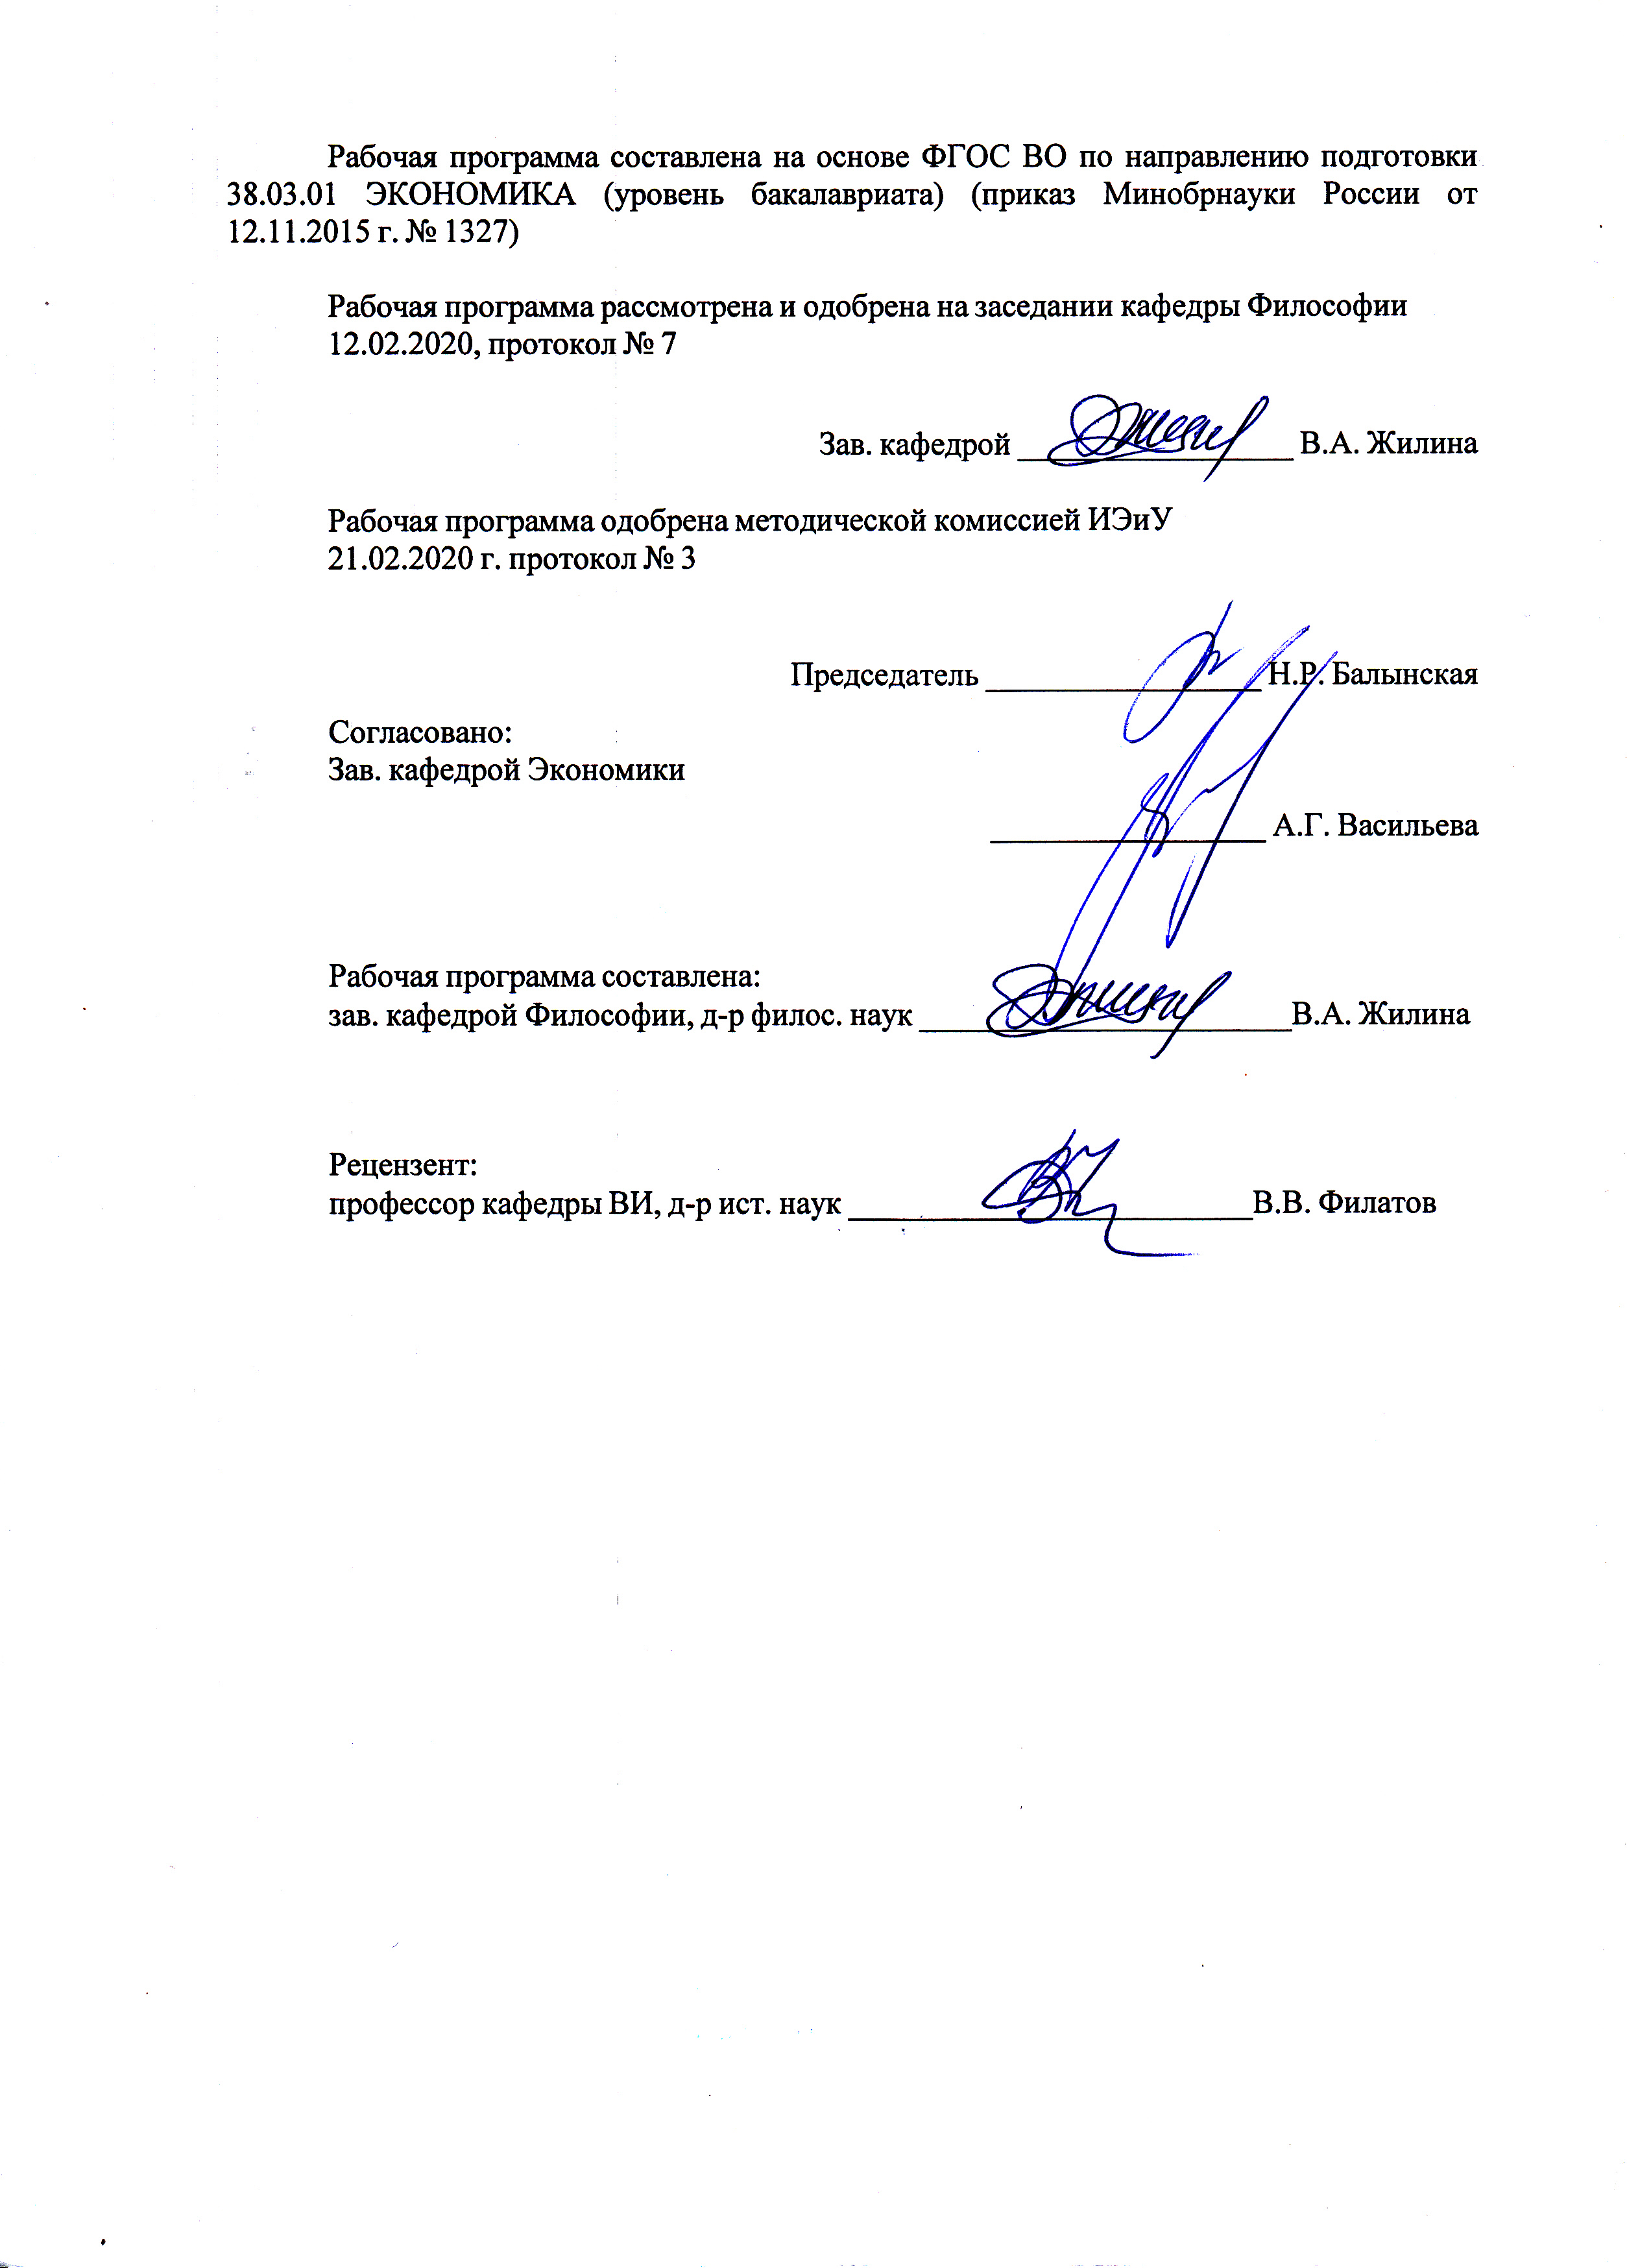 Рабочая программа составлена на основе ФГОС ВО по направлению подготовки
38.03.01 ЭКОНОМИКА (уровень бакалавриата) (приказ Минобрнауки России от
12.11.2015 г. № 1327)
Рабочая программа рассмотрена и одобрена на заседании кафедры Философии
12.02.2020, протокол № 7
Зав. кафедрой В.А. Жилина
Рабочая программа одобрена методической комиссией ИЭиУ
21.02.2020 г. протокол № 3
Председатель Н.Р. Балынская
Согласовано:
Зав. кафедрой Экономики
А.Г. Васильева
Рабочая программа составлена:
зав. кафедрой Философии, д-р филос. наук В.А. Жилина
Рецензент:
профессор кафедры ВИ, д-р ист. наук В.В. Филатов